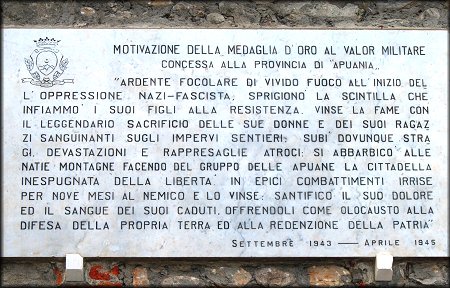 MOTIVAZIONE DELLA MEDAGLIA D'ORO AL VALOR MILITARE
CONCESSA ALLA PROVINCIA DI "APUANIA"
"ARDENTE FOCOLARE DI VIVIDO FUOCO ALL'INIZIO DEL
L'OPPRESSIONE NAZI-FASCISTA, SPRIGIONÒ LA SCINTILLA CHE
INFIAMMO' I SUOI FIGLI ALLA RESISTENZA. VINSE LA FAME CON
IL LEGGENDARIO SACRIFICIO DELLE SUE DONNE E DEI SUOI RAGAZ
ZI SANGUINANTI SUGLI IMPERVI SENTIERI: SUBI' DOVUNQUE STRA
GI, DEVASTAZIONI E RAPPRESAGLIE ATROCI: SI ABBARBICO' ALLE
NATIE MONTAGNE FACENDO DEL GRUPPO DELLE APUANE LA CITTADELLA
INESPUGNATA DELLA LIBERTA'. IN EPICI COMBATTIMENTI IRRISE
PER NOVE MESI AL NEMICO E LO VINSE: SANTIFICÒ IL SUO DOLORE
ED IL SANGUE DEI SUOI CADUTI, OFFRENDOLI COME OLOCAUSTO ALLA
DIFESA DELLA PROPRIA TERRA ED ALLA REDENZIONE DELLA PATRIA"
SETTEMBRE 1943 — APRILE 1945